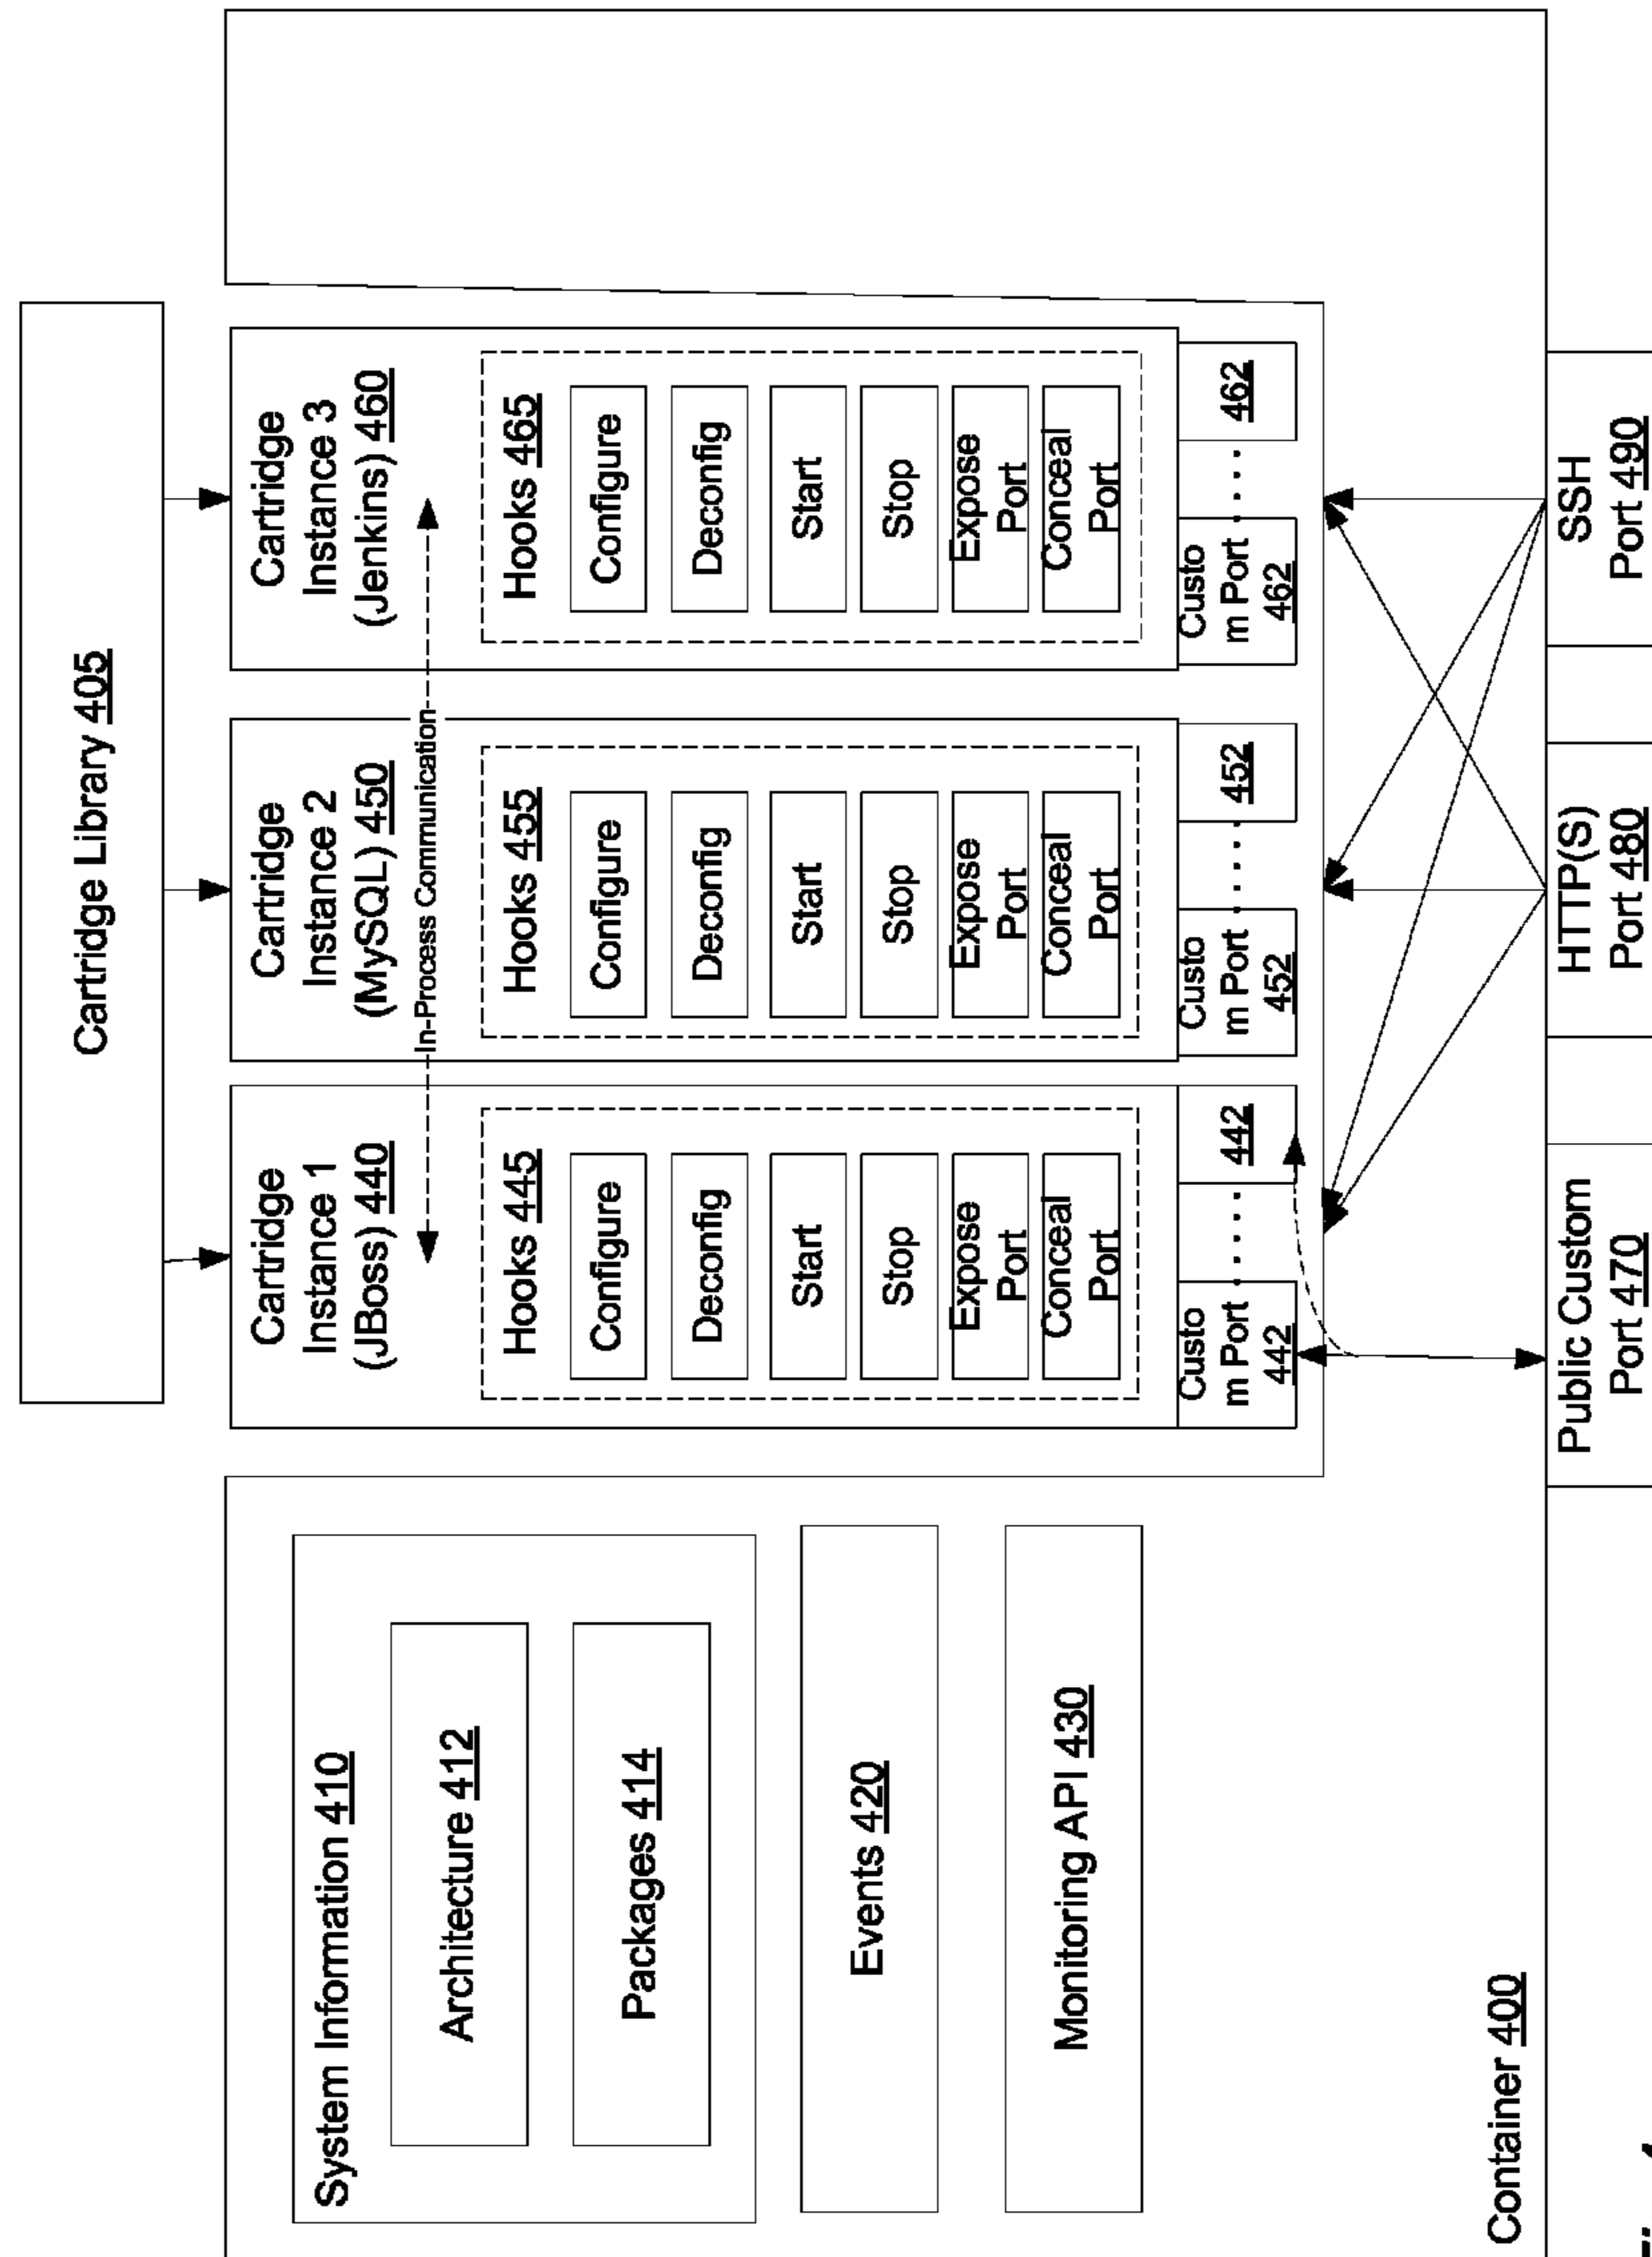 Cartridge Library 405
System Information 410
Architecture 412
Packages 414
Events 420
Monitoring API 430
Container 400
Cartridge
Instance 1
(JBoss) 440
Hooks 445
Configure
Deconfig
Start
Stop
Expose
Port
Conceal
Port
Custo
m Port
442
.....
442
Cartridge
Instance 2
(MySQL) 450
In-Process Communication
Hooks 455
Configure
Deconfig
Start
Stop
Expose
Port
Conceal
Port
Custo
m Port
452
.....
452
Cartridge
Instance 3
(Jenkins) 460
Hooks 465
Configure
Deconfig
Start
Stop
Expose
Port
Conceal
Port
Custo
m Port
462
.....
462
Public Custom
Port 470
HTTP(S)
Port 480
SSH
Port 490